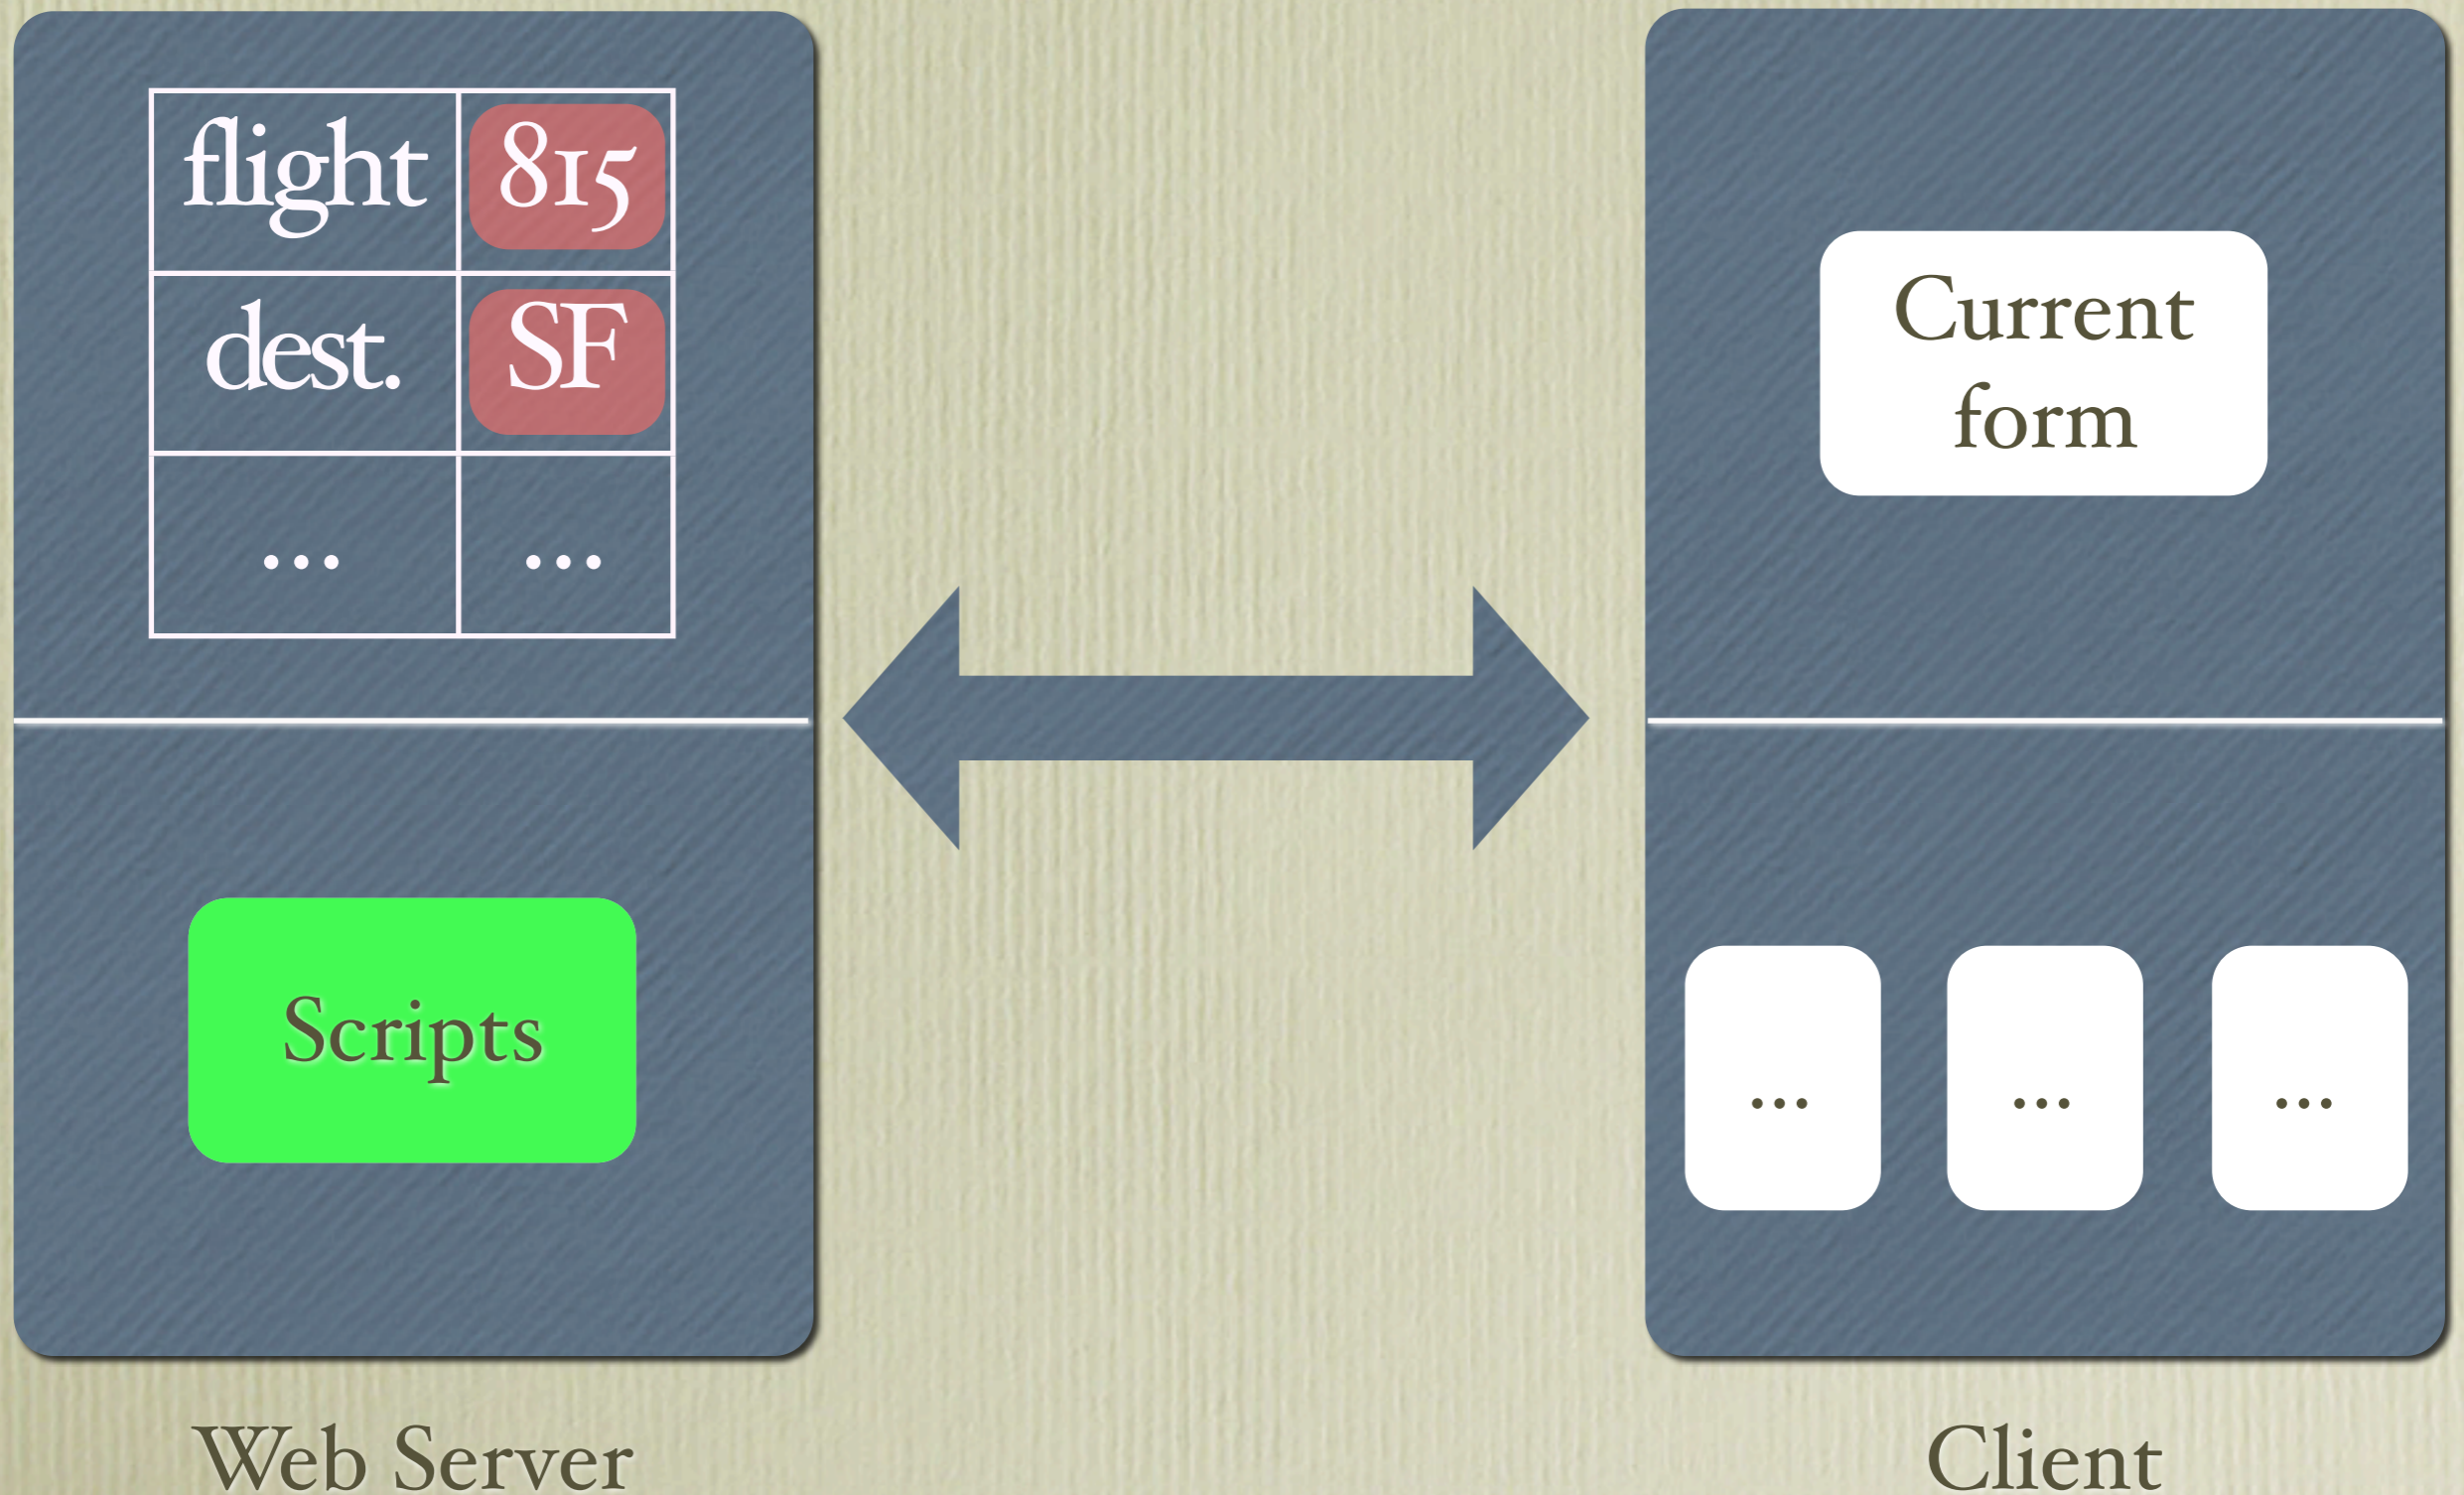 flight 815
dest. SF
... ...
Scripts
Web Server
Current
form
... ... ...
Client